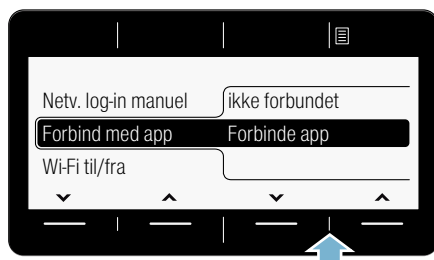 Netv. log-in manuel ikke forbundet
Forbind med app Forbinde app
Wi-Fi til/fra